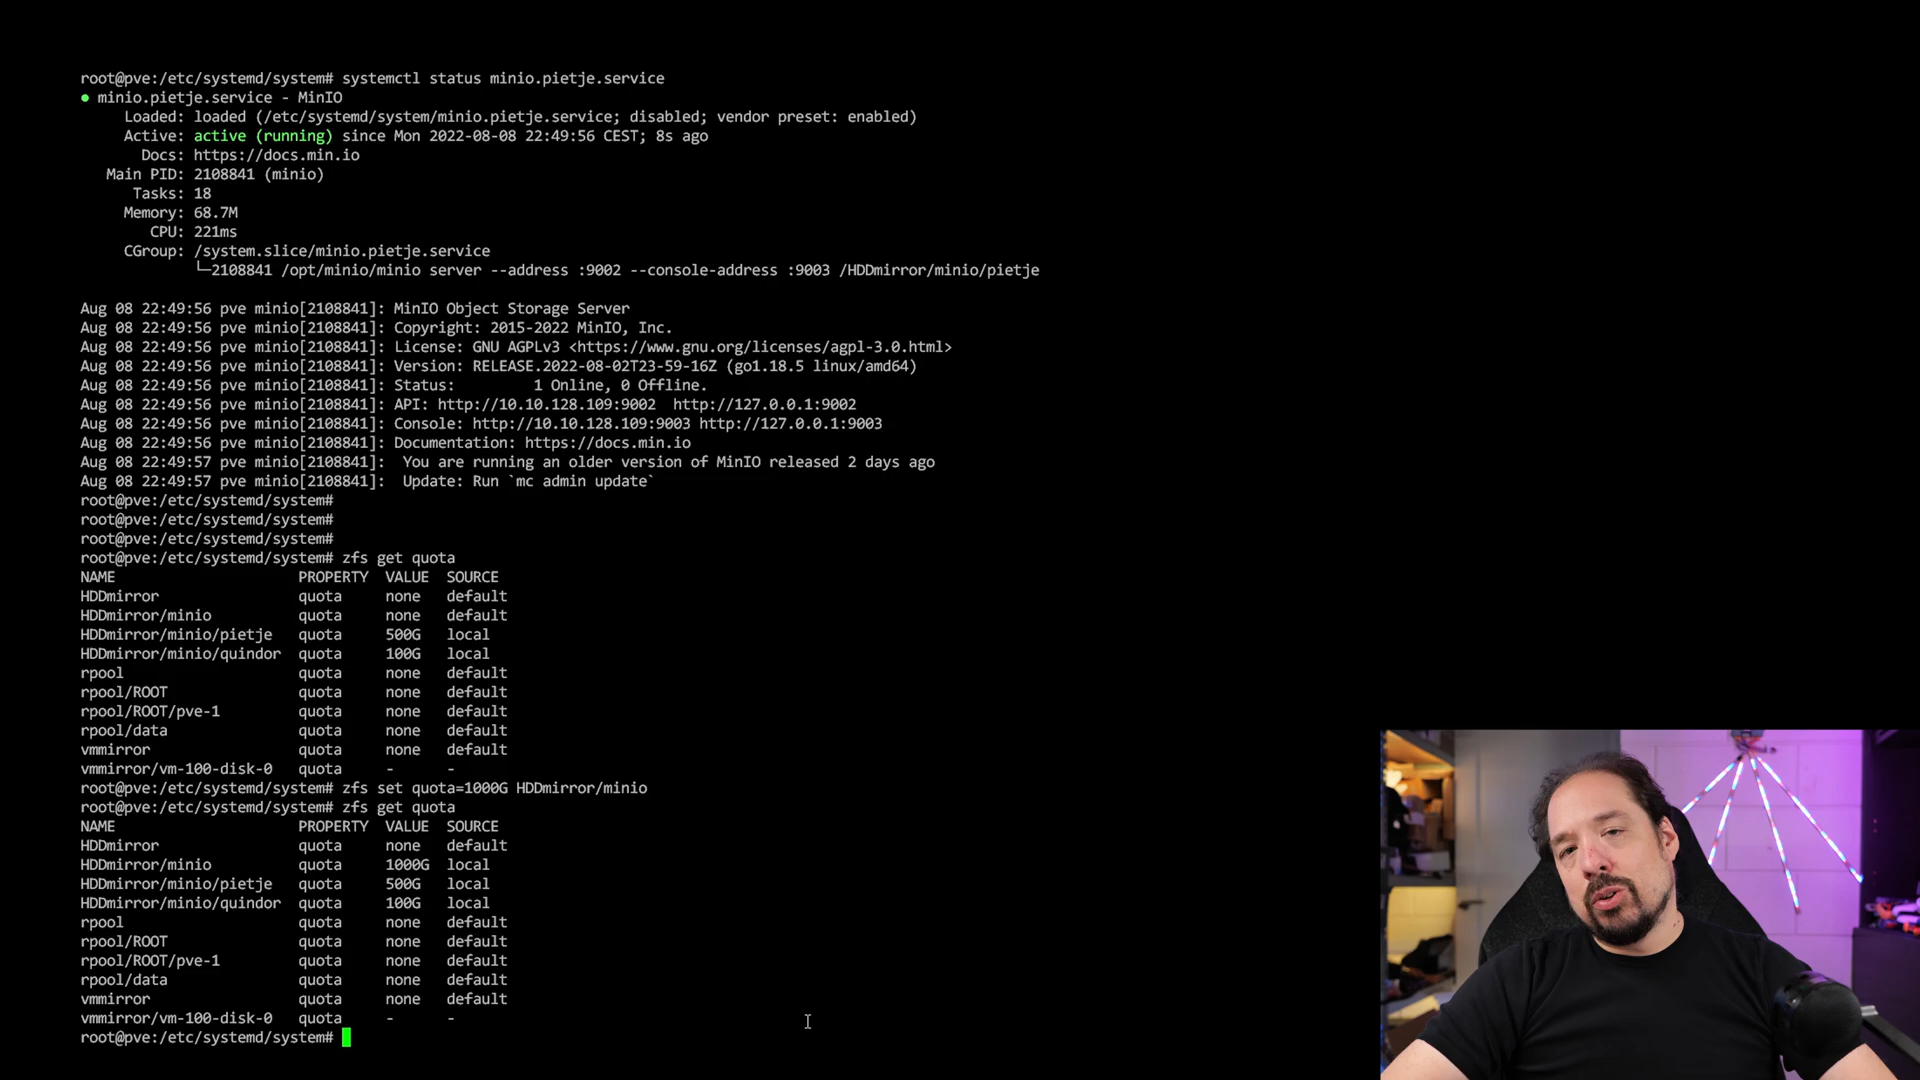 root@pve:/etc/systemd/system# systemctl status minio.pietje.service
● minio.pietje.service - MinIO
Loaded: loaded (/etc/systemd/system/minio.pietje.service; disabled; vendor preset: enabled)
Active: active (running) since Mon 2022-08-08 22:49:56 CEST; 8s ago
Docs: https://docs.min.io
Main PID: 2108841 (minio)
Tasks: 18
Memory: 68.7M
CPU: 221ms
CGroup: /system.slice/minio.pietje.service
└─2108841 /opt/minio/minio server --address :9002 --console-address :9003 /HDDmirror/minio/pietje
Aug 08 22:49:56 pve minio[2108841]: MinIO Object Storage Server
Aug 08 22:49:56 pve minio[2108841]: Copyright: 2015-2022 MinIO, Inc.
Aug 08 22:49:56 pve minio[2108841]: License: GNU AGPLv3 <https://www.gnu.org/licenses/agpl-3.0.html>
Aug 08 22:49:56 pve minio[2108841]: Version: RELEASE.2022-08-02T23-59-16Z (go1.18.5 linux/amd64)
Aug 08 22:49:56 pve minio[2108841]: Status:         1 Online, 0 Offline.
Aug 08 22:49:56 pve minio[2108841]: API: http://10.10.128.109:9002  http://127.0.0.1:9002
Aug 08 22:49:56 pve minio[2108841]: Console: http://10.10.128.109:9003 http://127.0.0.1:9003
Aug 08 22:49:56 pve minio[2108841]: Documentation: https://docs.min.io
Aug 08 22:49:57 pve minio[2108841]:  You are running an older version of MinIO released 2 days ago
Aug 08 22:49:57 pve minio[2108841]:  Update: Run `mc admin update`
root@pve:/etc/systemd/system#
root@pve:/etc/systemd/system#
root@pve:/etc/systemd/system#
root@pve:/etc/systemd/system# zfs get quota
NAME PROPERTY VALUE SOURCE
HDDmirror quota none default
HDDmirror/minio quota none default
HDDmirror/minio/pietje quota 500G local
HDDmirror/minio/quindor quota 100G local
rpool quota none default
rpool/ROOT quota none default
rpool/ROOT/pve-1 quota none default
rpool/data quota none default
vmmirror quota none default
vmmirror/vm-100-disk-0 quota - -
root@pve:/etc/systemd/system# zfs set quota=1000G HDDmirror/minio
root@pve:/etc/systemd/system# zfs get quota
NAME PROPERTY VALUE SOURCE
HDDmirror quota none default
HDDmirror/minio quota 1000G local
HDDmirror/minio/pietje quota 500G local
HDDmirror/minio/quindor quota 100G local
rpool quota none default
rpool/ROOT quota none default
rpool/ROOT/pve-1 quota none default
rpool/data quota none default
vmmirror quota none default
vmmirror/vm-100-disk-0 quota - -
root@pve:/etc/systemd/system#